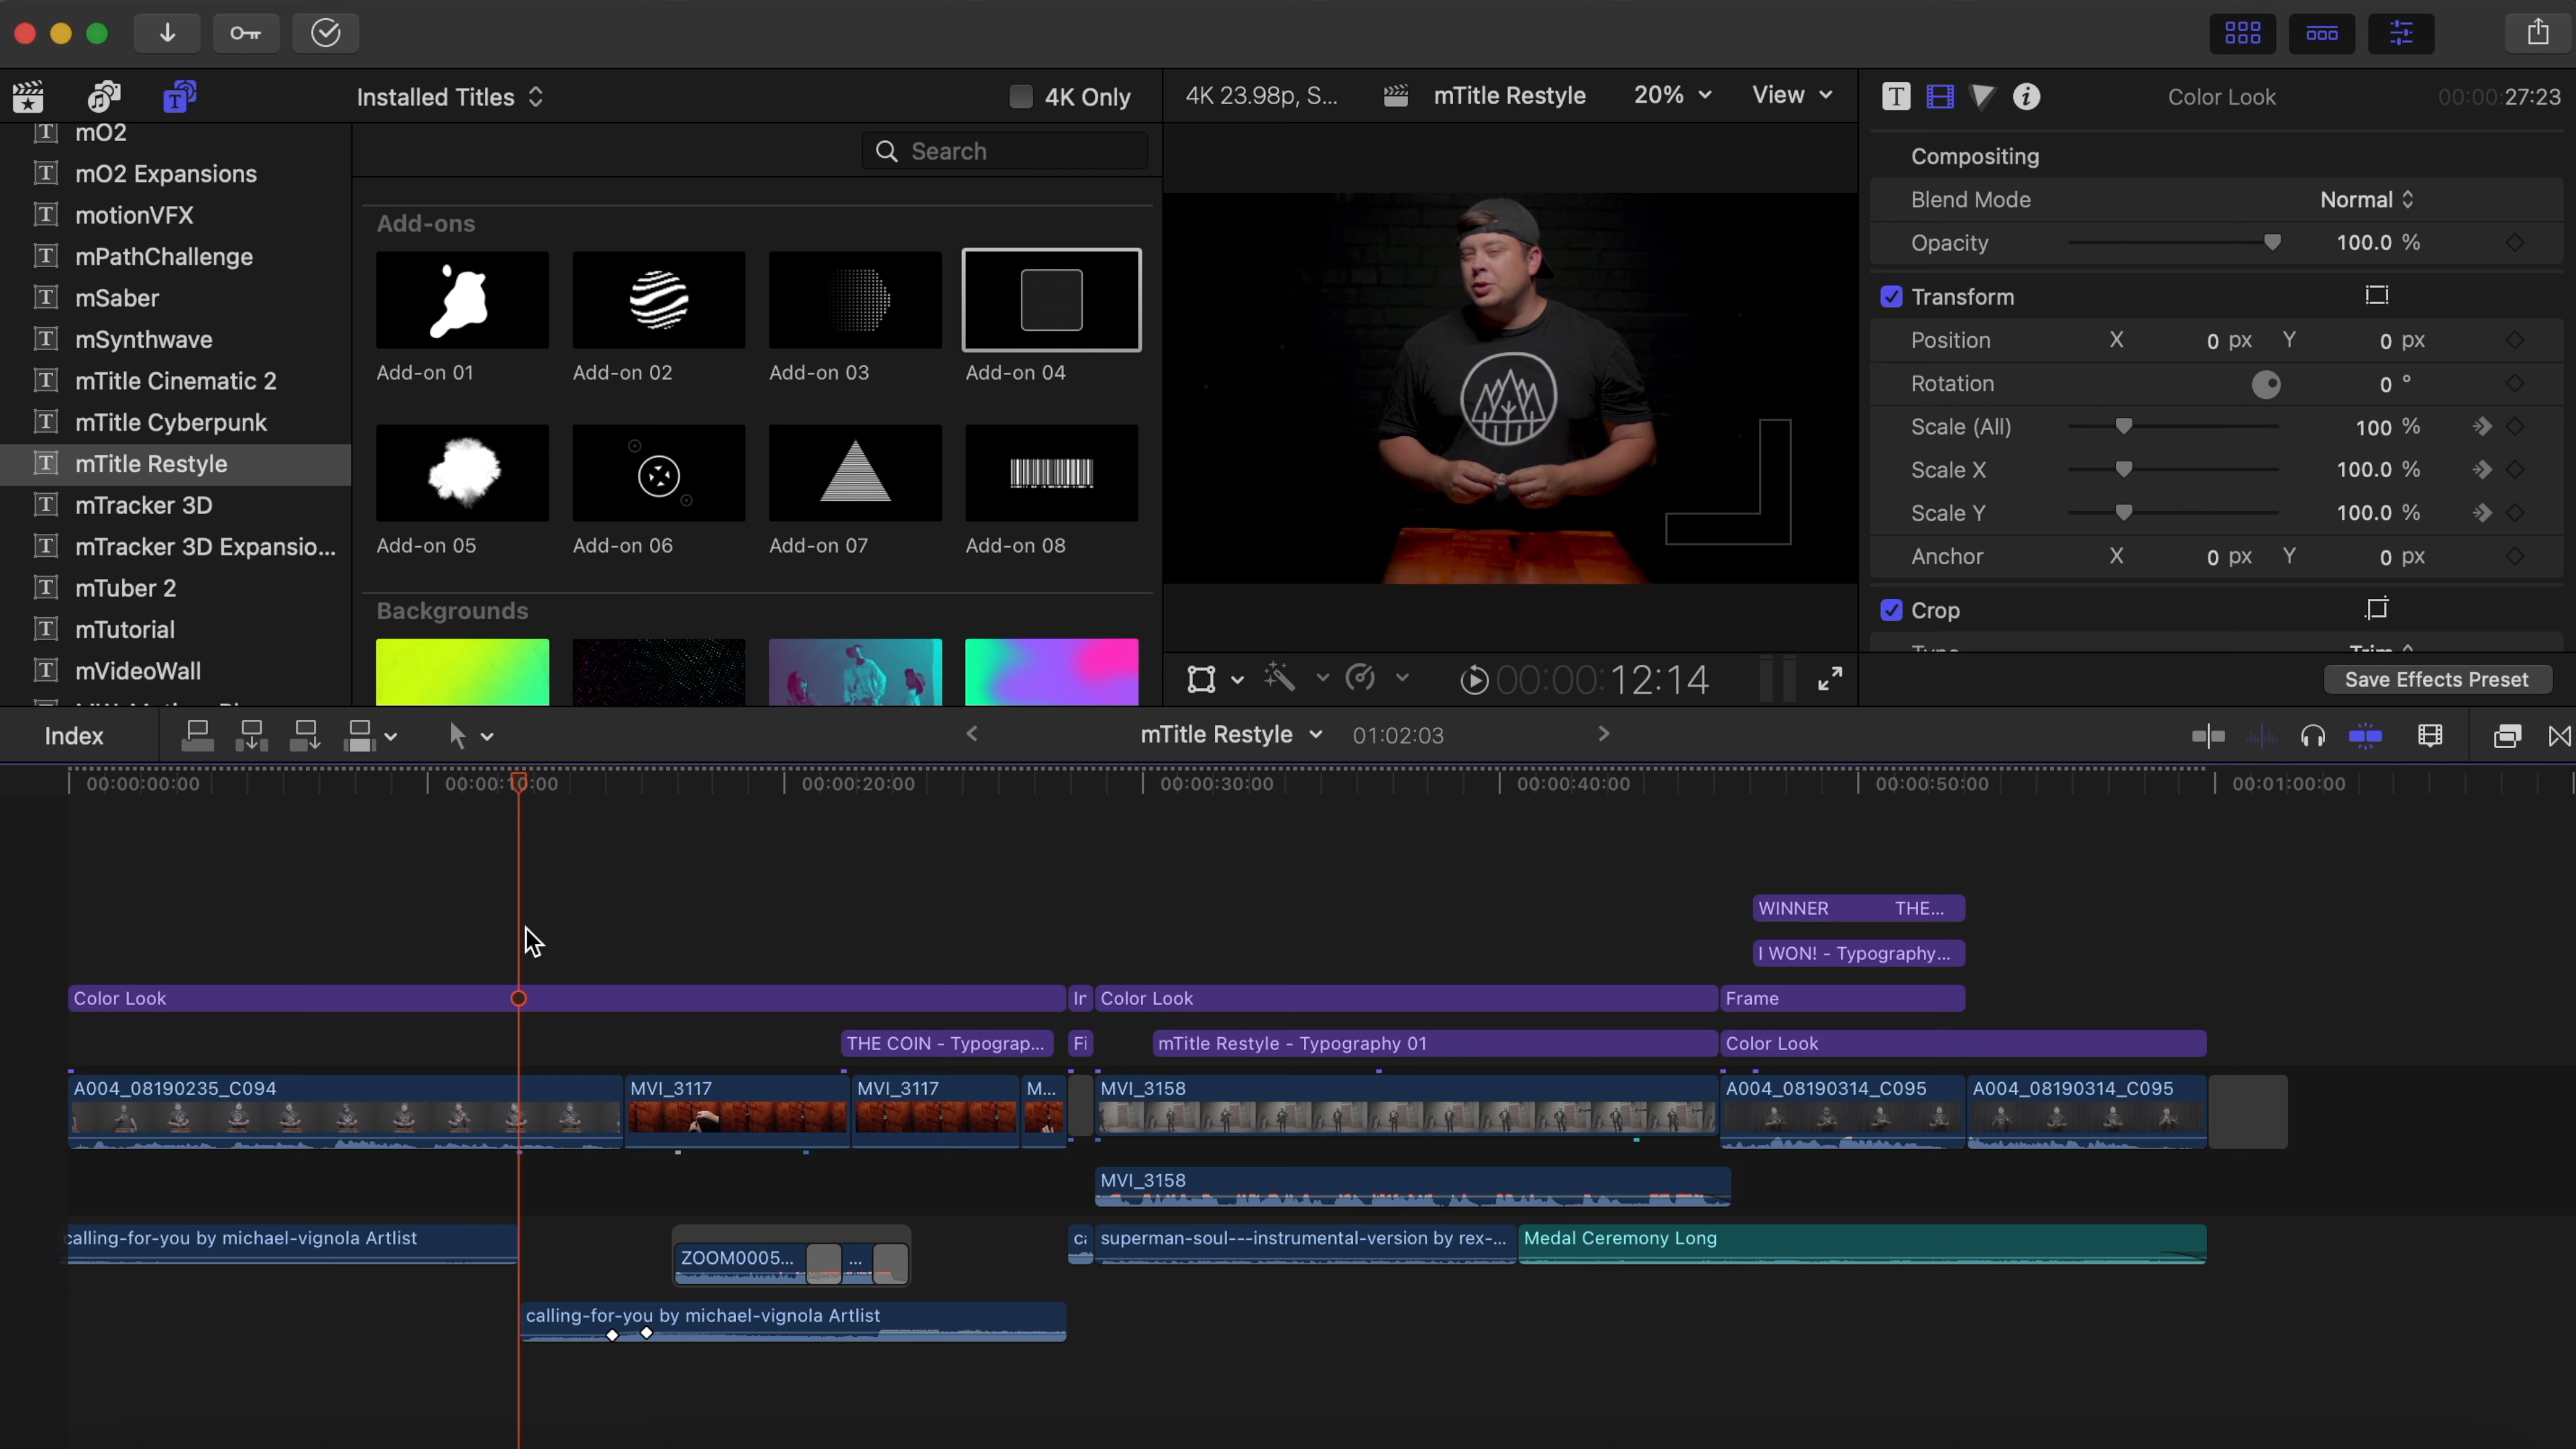 Installed Titles
4K Only
4K 23.98p, S...
mTitle Restyle
20%
View
Color Look
00:00:27:23
mO2
mO2 Expansions
motionVFX
mPathChallenge
mSaber
mSynthwave
mTitle Cinematic 2
mTitle Cyberpunk
mTitle Restyle
mTracker 3D
mTracker 3D Expansio...
mTuber 2
mTutorial
mVideoWall
Search
Add-ons
Add-on 01
Add-on 02
Add-on 03
Add-on 04
Add-on 05
Add-on 06
Add-on 07
Add-on 08
Backgrounds
00:00:12:14
Compositing
Blend Mode Normal
Opacity 100.0 %
Transform
Position X 0 px Y 0 px
Rotation 0 °
Scale (All) 100 %
Scale X 100.0 %
Scale Y 100.0 %
Anchor X 0 px Y 0 px
Crop
Type Trim
Save Effects Preset
Index
mTitle Restyle
01:02:03
00:00:00:00
00:00:10:00
00:00:20:00
00:00:30:00
00:00:40:00
00:00:50:00
00:01:00:00
WINNER THE...
I WON! - Typography...
Color Look
Ir
Color Look
Frame
THE COIN - Typograp...
Fi
mTitle Restyle - Typography 01
Color Look
A004_08190235_C094
MVI_3117
MVI_3117
M...
MVI_3158
A004_08190314_C095
A004_08190314_C095
MVI_3158
calling-for-you by michael-vignola Artlist
ZOOM0005...
...
superman-soul---instrumental-version by rex-...
Medal Ceremony Long
calling-for-you by michael-vignola Artlist